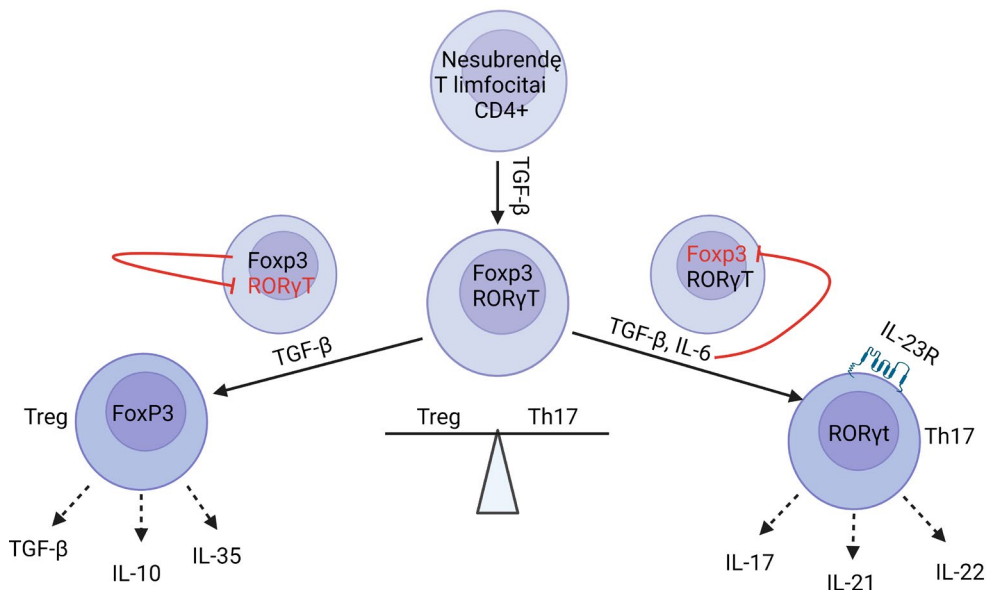 Nesubrendę
T limfocitai
CD4+
TGF-β
Foxp3
RORγT
Foxp3
RORγT
Foxp3
RORγT
TGF-β
TGF-β, IL-6
IL-23R
Treg
FoxP3
Treg
Th17
RORγt
Th17
TGF-β
IL-10
IL-35
IL-17
IL-21
IL-22